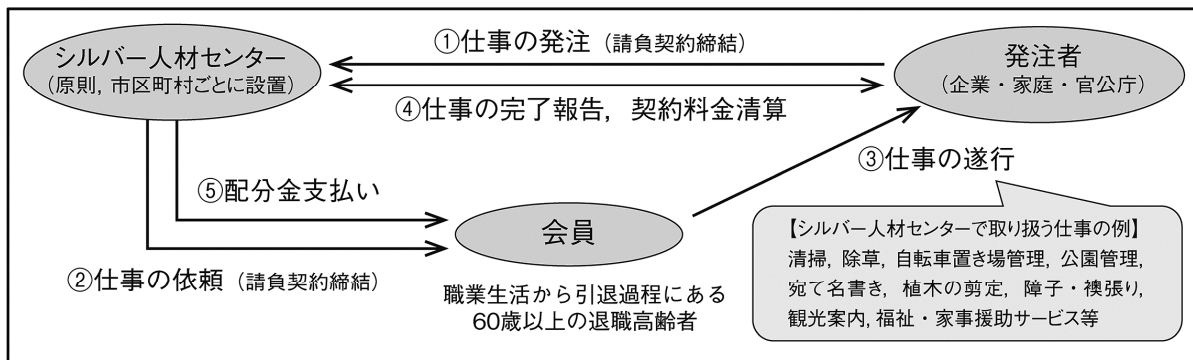 シルバー人材センター
(原則, 市区町村ごとに設置)
①仕事の発注（請負契約締結）
発注者
（企業・家庭・官公庁）
④仕事の完了報告，契約料金清算
③仕事の遂行
⑤配分金支払い
会員
②仕事の依頼（請負契約締結）
職業生活から引退過程にある
60歳以上の退職高齢者
【シルバー人材センターで取り扱う仕事の例】
清掃, 除草, 自転車置き場管理, 公園管理,
宛て名書き, 植木の剪定, 障子・襖張り,
観光案内, 福祉・家事援助サービス等